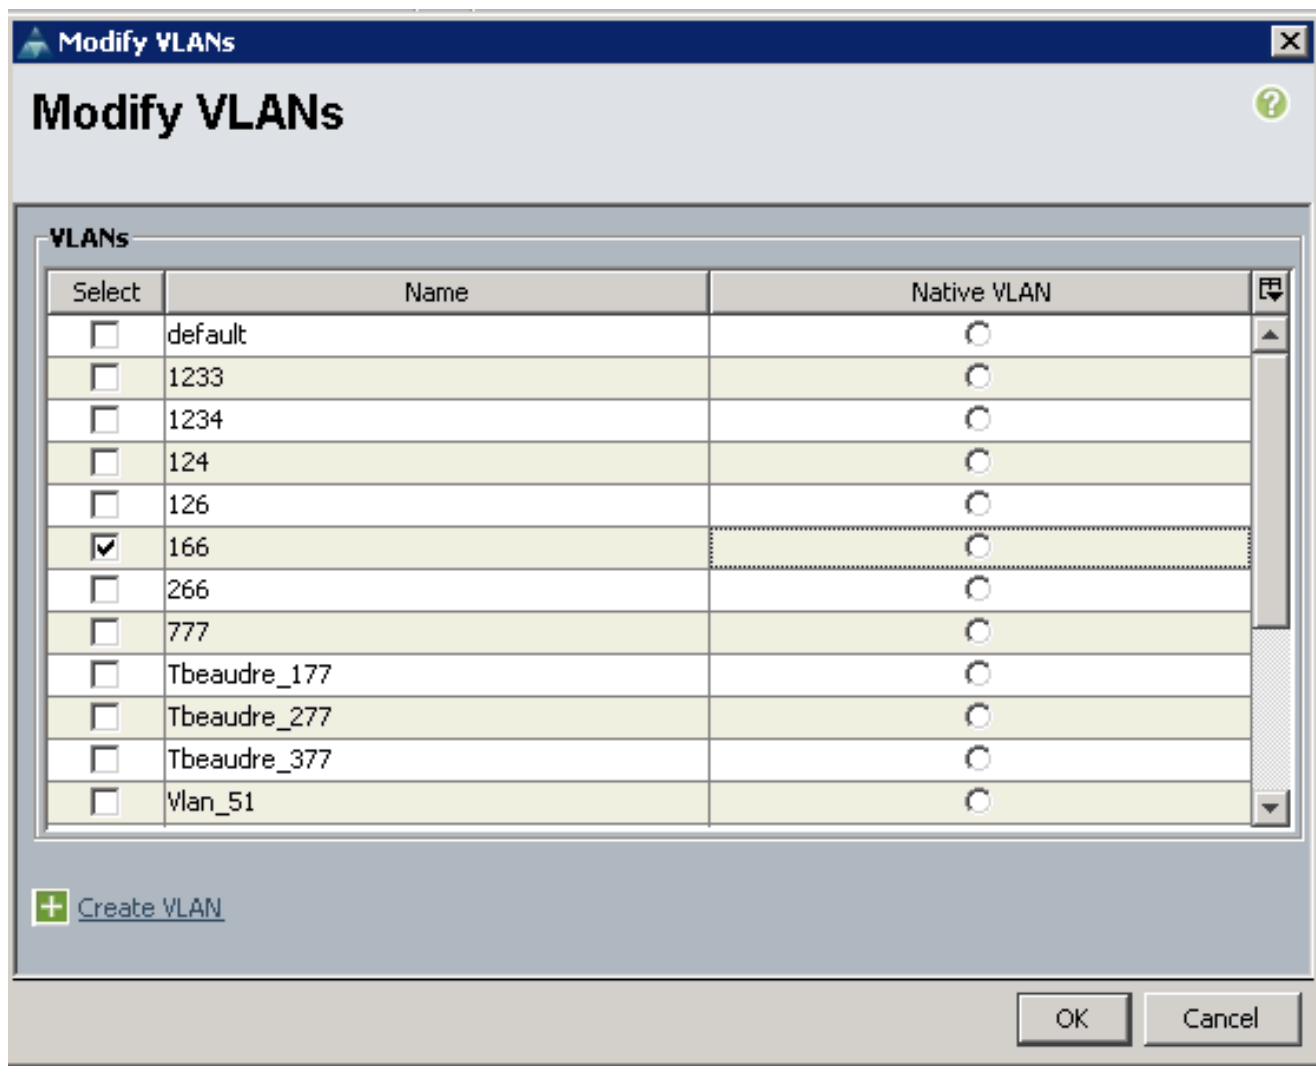 Modify VLANs
Modify VLANs
?
VLANs
Select Name Native VLAN
default
1233
1234
124
126
166
266
777
Tbeaudre_177
Tbeaudre_277
Tbeaudre_377
Vlan_51
Create VLAN
OK Cancel